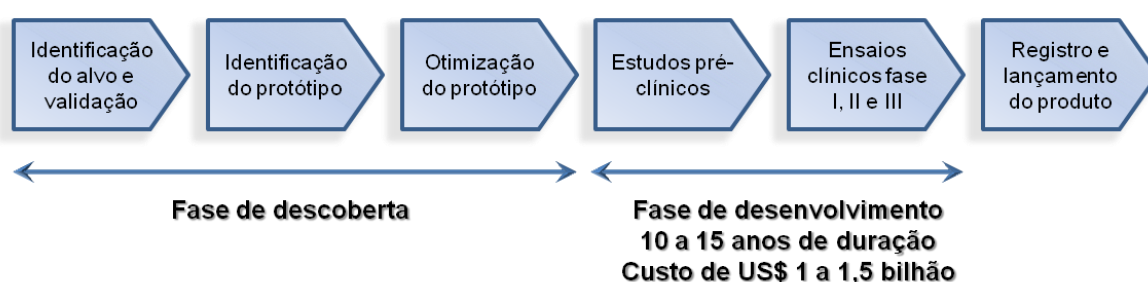 Identificação
do alvo e
validação
Identificação
do protótipo
Otimização
do protótipo
Estudos pré-
clínicos
Ensaios
clínicos fase
I, II e III
Registro e
lançamento
do produto
Fase de descoberta
Fase de desenvolvimento
10 a 15 anos de duração
Custo de US$ 1 a 1,5 bilhão